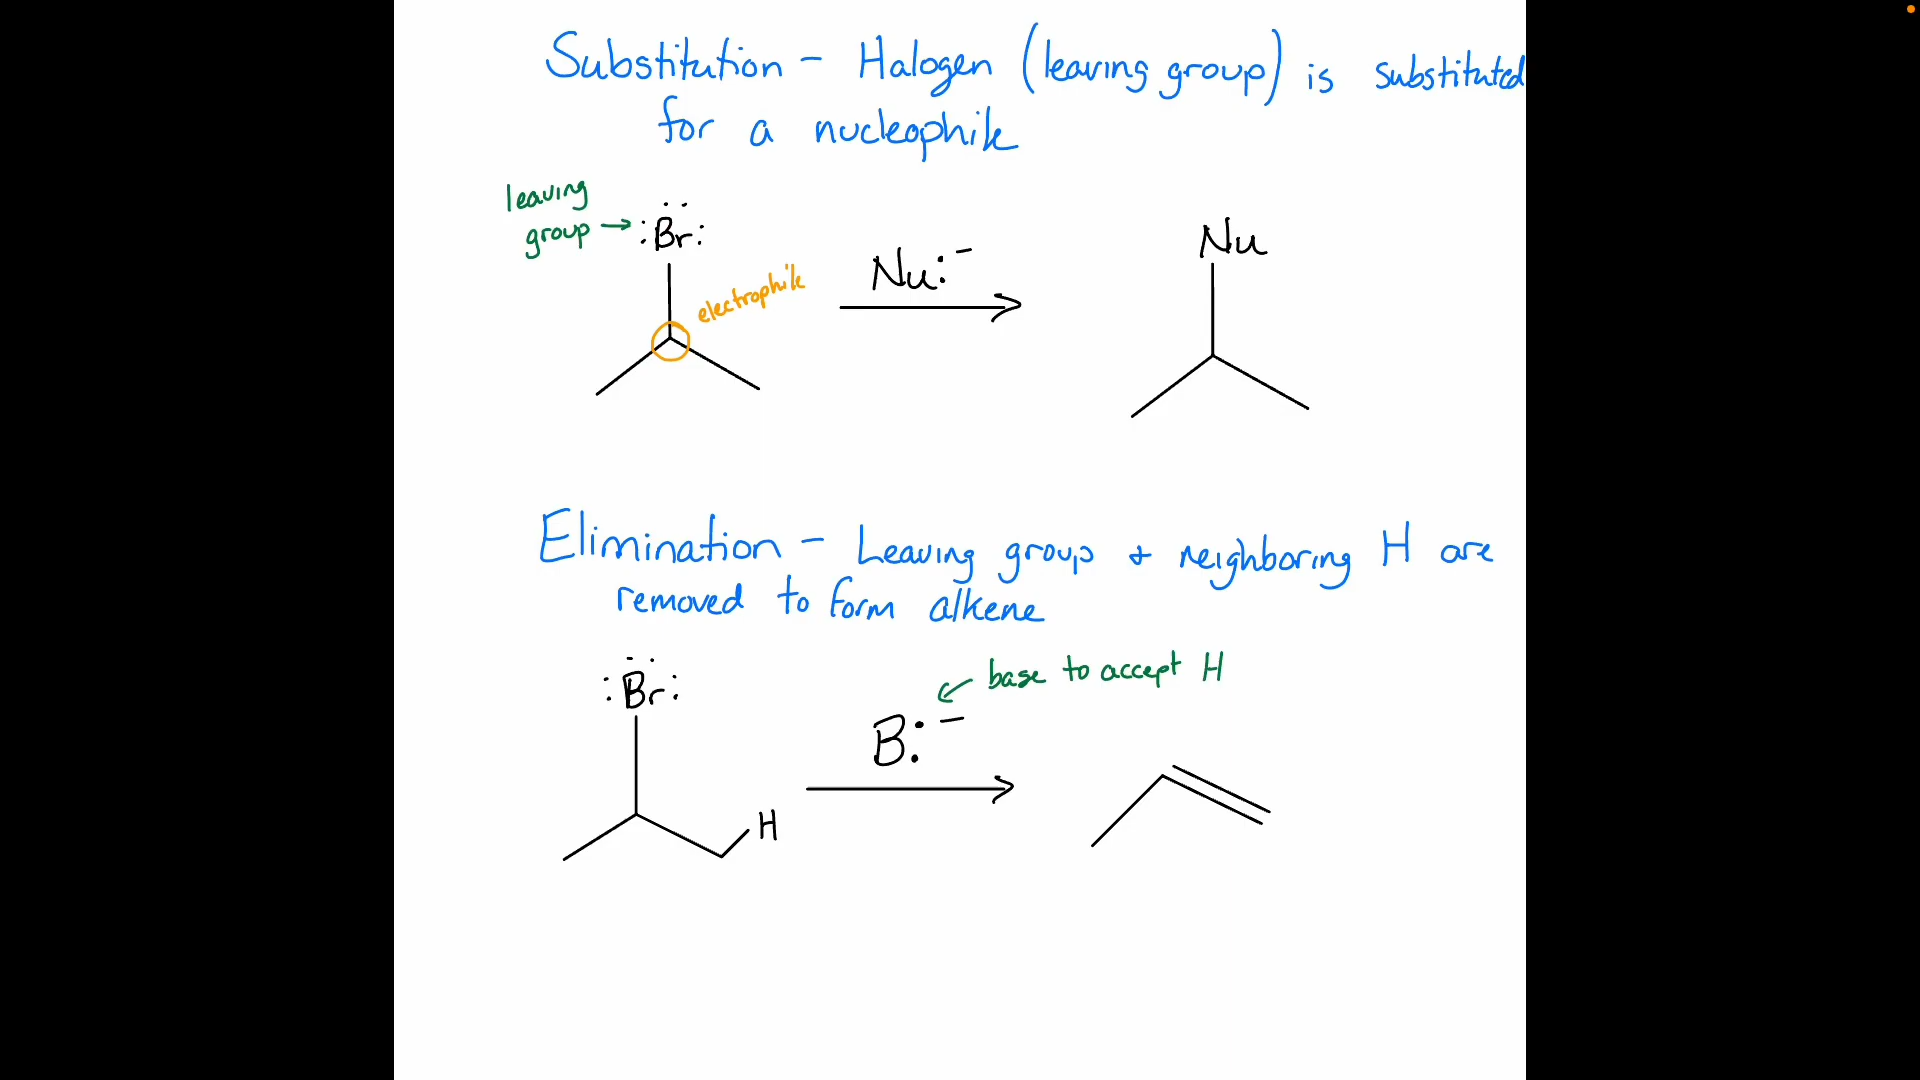 Substitution - Halogen (leaving group) is substituted
for a nucleophile
leaving
group → :Br:
electrophile
Nu:⁻
Nu
Elimination - Leaving group + neighboring H are
removed to form alkene
base to accept H
:Br:
B:⁻
H